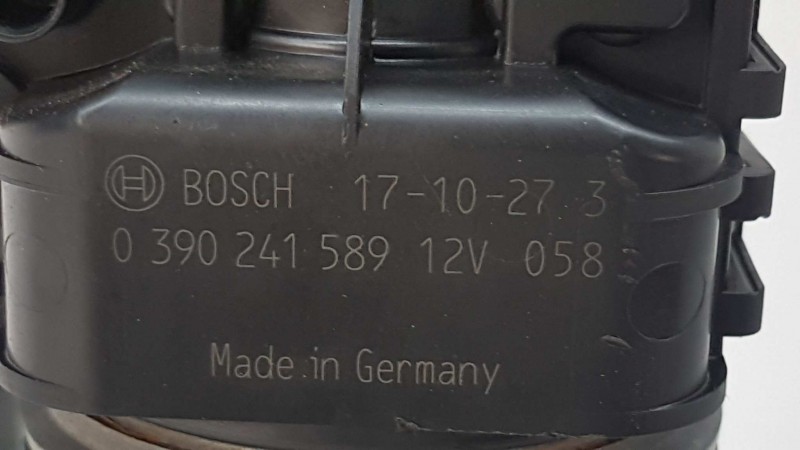 BOSCH 17-10-27 3
0 390 241 589 12V 058
Made in Germany